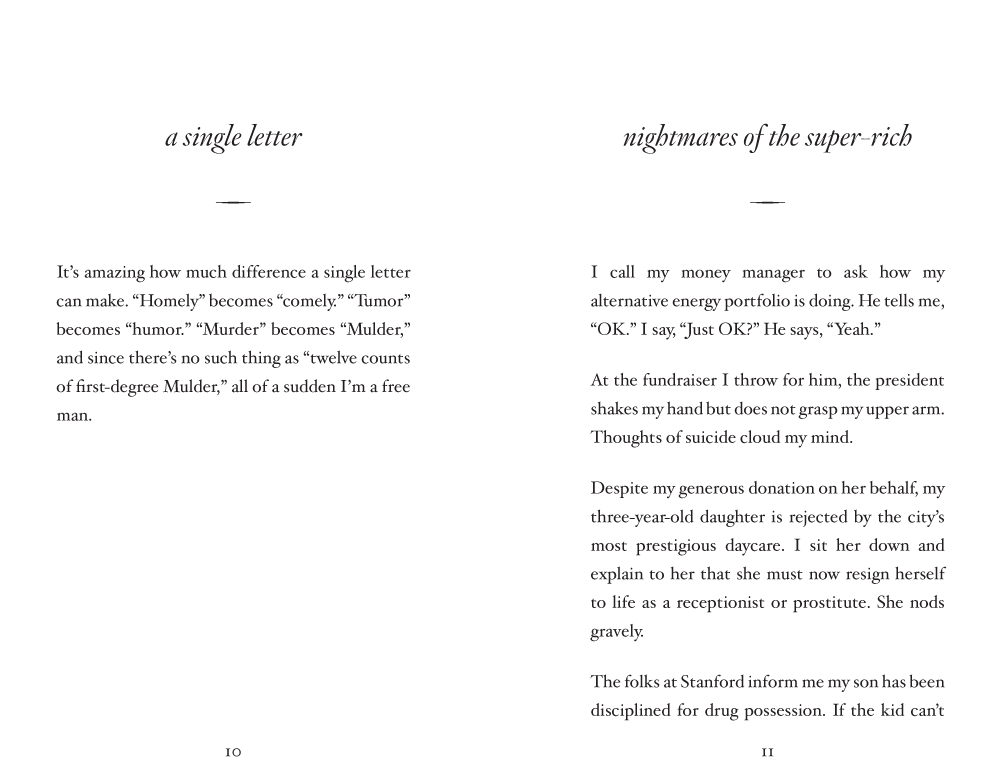 a single letter
It’s amazing how much difference a single letter
can make. “Homely” becomes “comely.” “Tumor”
becomes “humor.” “Murder” becomes “Mulder,”
and since there’s no such thing as “twelve counts
of first-degree Mulder,” all of a sudden I’m a free
man.
10
nightmares of the super-rich
I call my money manager to ask how my
alternative energy portfolio is doing. He tells me,
“OK.” I say, “Just OK?” He says, “Yeah.”
At the fundraiser I throw for him, the president
shakes my hand but does not grasp my upper arm.
Thoughts of suicide cloud my mind.
Despite my generous donation on her behalf, my
three-year-old daughter is rejected by the city’s
most prestigious daycare. I sit her down and
explain to her that she must now resign herself
to life as a receptionist or prostitute. She nods
gravely.
The folks at Stanford inform me my son has been
disciplined for drug possession. If the kid can’t
11